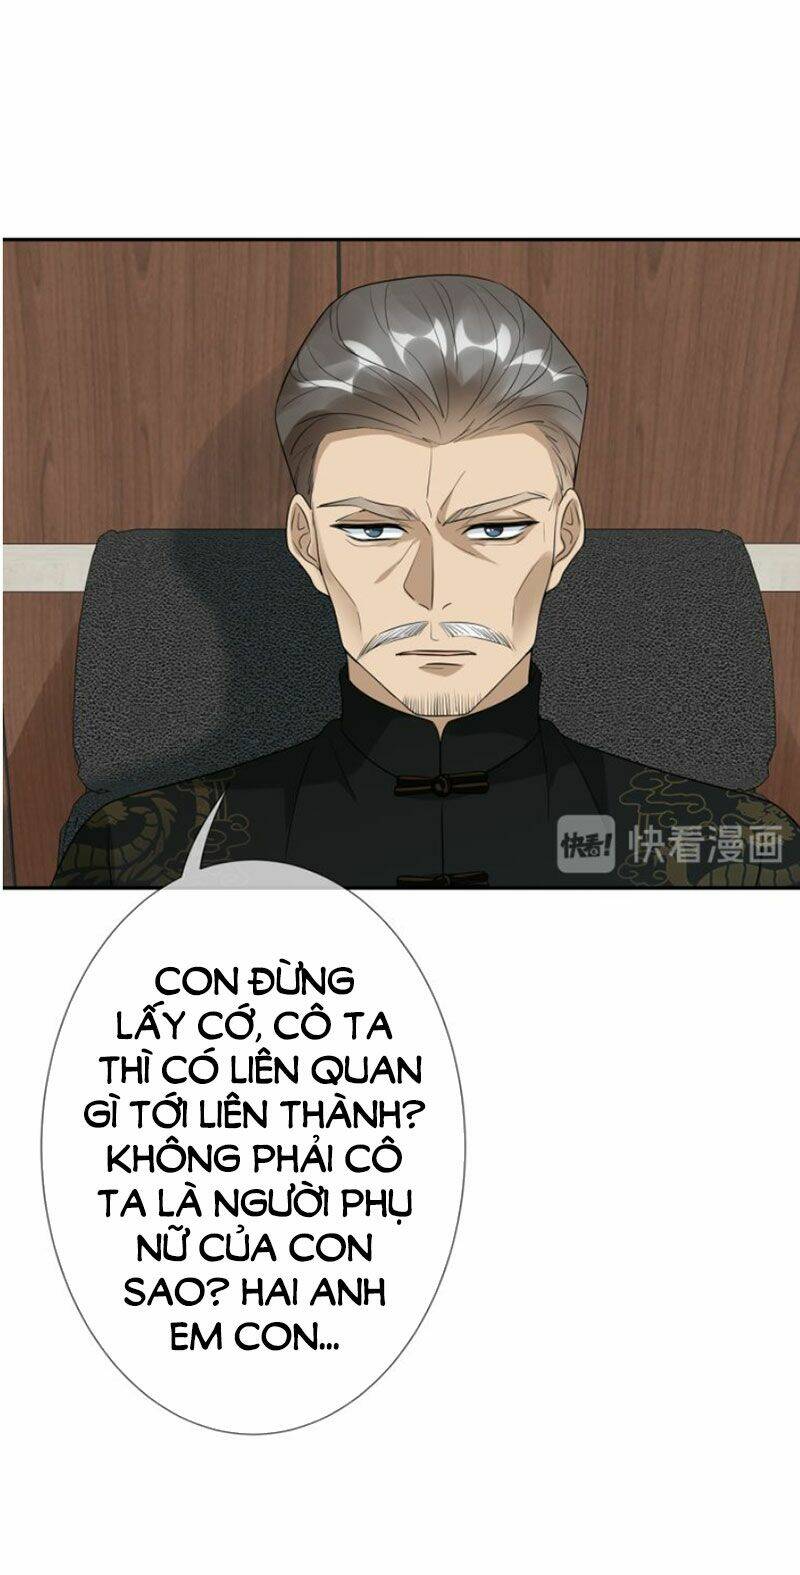 快看! 快看漫画
CON ĐỪNG
LẤY CỚ, CÔ TA
THÌ CÓ LIÊN QUAN
GÌ TỚI LIÊN THÀNH?
KHÔNG PHẢI CÔ
TA LÀ NGƯỜI PHỤ
NỮ CỦA CON
SAO? HAI ANH
EM CON...